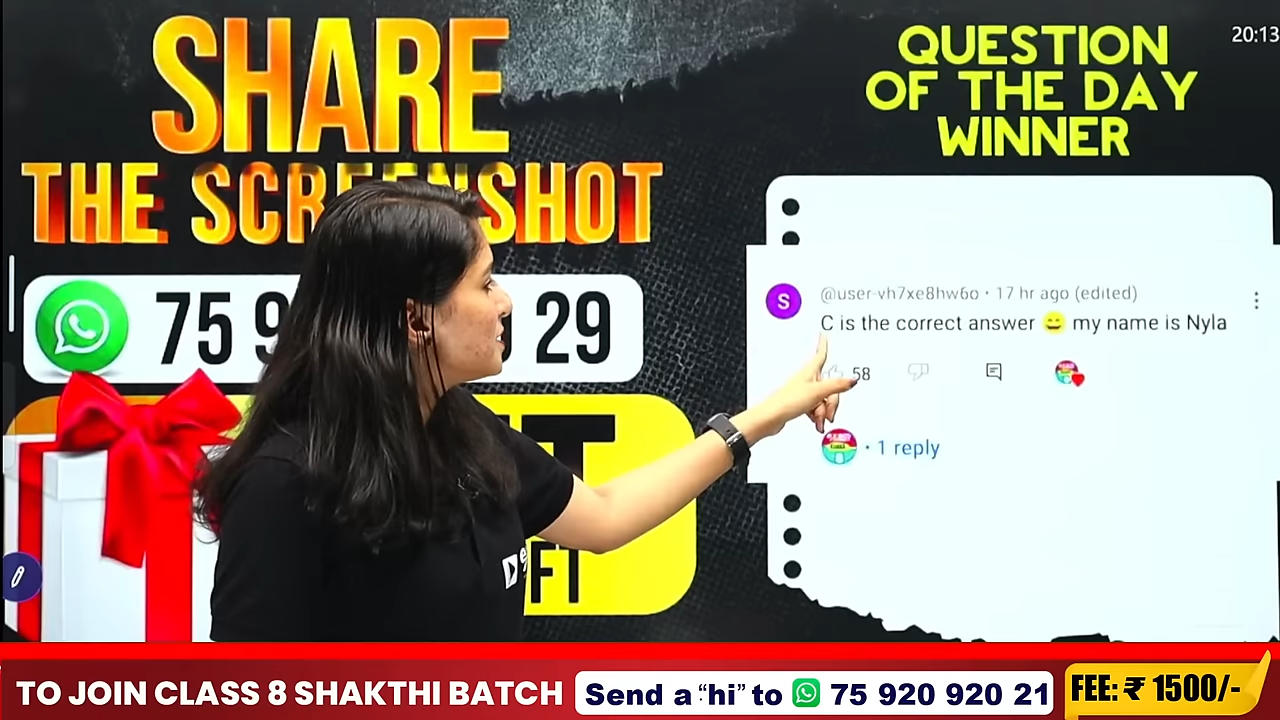 SHARE
THE SCREENSHOT
75 9
29
FT
QUESTION
OF THE DAY
WINNER
20:13
S
@user-vh7xe8hw6o • 17 hr ago (edited)
C is the correct answer 😄 my name is Nyla
58
• 1 reply
TO JOIN CLASS 8 SHAKTHI BATCH
Send a “hi” to 75 920 920 21
FEE: ₹ 1500/-